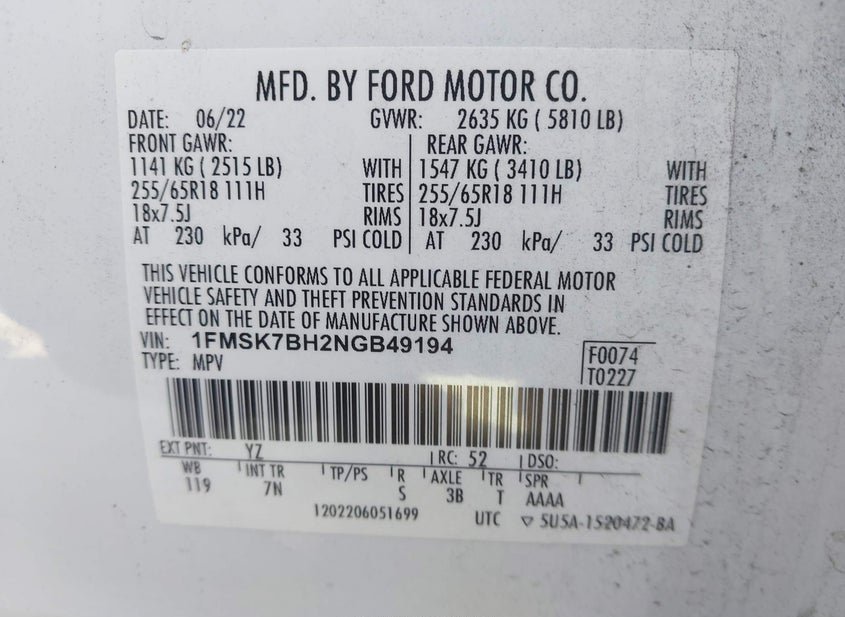 MFD. BY FORD MOTOR CO.
DATE: 06/22 GVWR: 2635 KG ( 5810 LB)
FRONT GAWR: REAR GAWR:
1141 KG ( 2515 LB) WITH 1547 KG ( 3410 LB) WITH
255/65R18 111H TIRES 255/65R18 111H TIRES
18x7.5J RIMS 18x7.5J RIMS
AT 230 kPa/ 33 PSI COLD AT 230 kPa/ 33 PSI COLD
THIS VEHICLE CONFORMS TO ALL APPLICABLE FEDERAL MOTOR
VEHICLE SAFETY AND THEFT PREVENTION STANDARDS IN
EFFECT ON THE DATE OF MANUFACTURE SHOWN ABOVE.
VIN: 1FMSK7BH2NGB49194
TYPE: MPV
F0074
T0227
EXT PNT: YZ RC: 52 DSO:
WB INT TR TP/PS R AXLE TR SPR
119 7N S 3B T AAAA
1202206051699 UTC ▽ 5U5A-1520472-BA